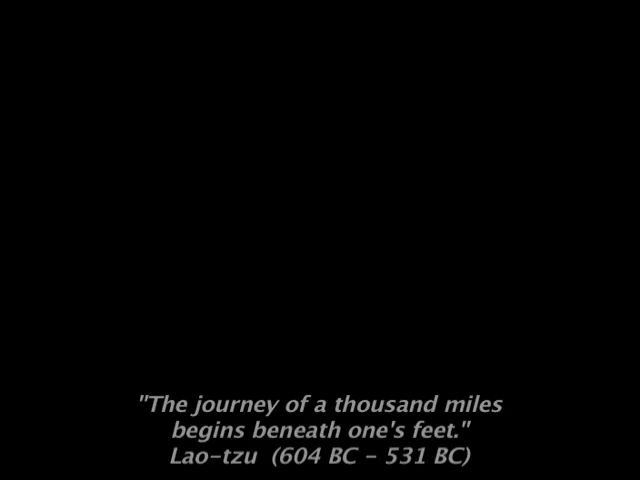 "The journey of a thousand miles
begins beneath one's feet."
Lao-tzu  (604 BC - 531 BC)